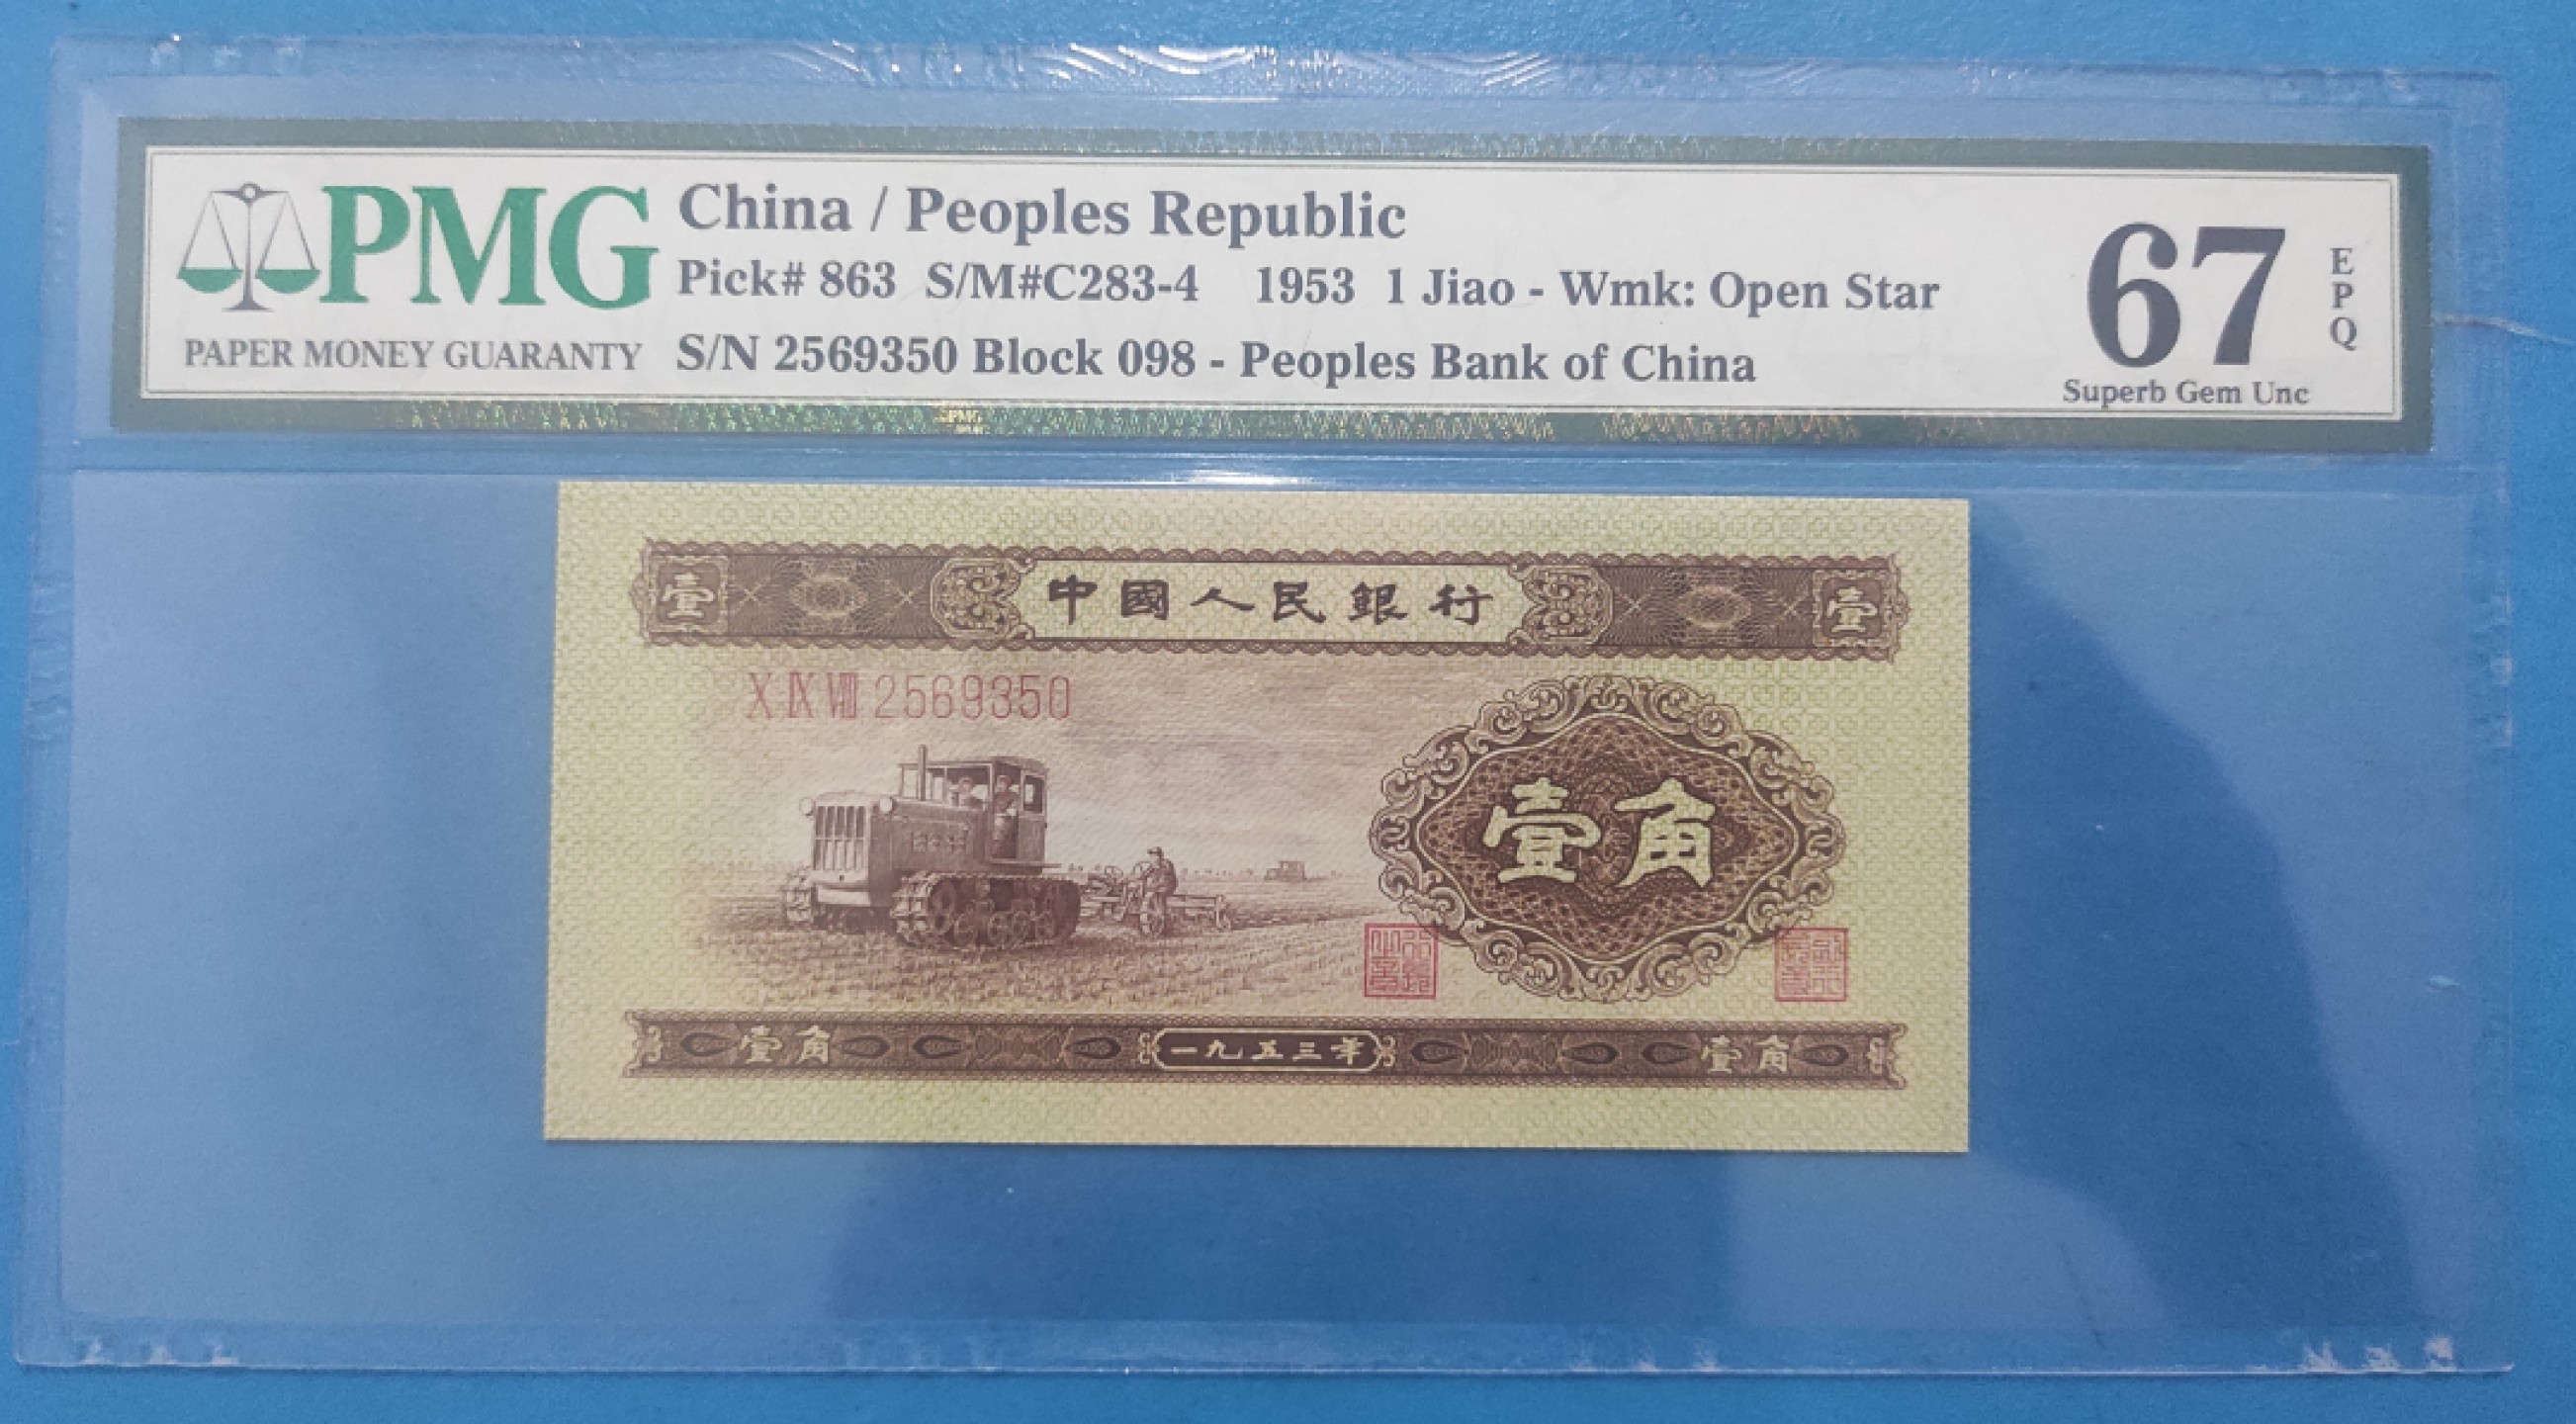 PMG
PAPER MONEY GUARANTY
China / Peoples Republic
Pick# 863 S/M#C283-4 1953 1 Jiao - Wmk: Open Star
S/N 2569350 Block 098 - Peoples Bank of China
67
EPQ
Superb Gem Unc
PMG
壹 中國人民銀行 壹
X IX VIII 2569350
壹角
壹角 一九五三年 壹角